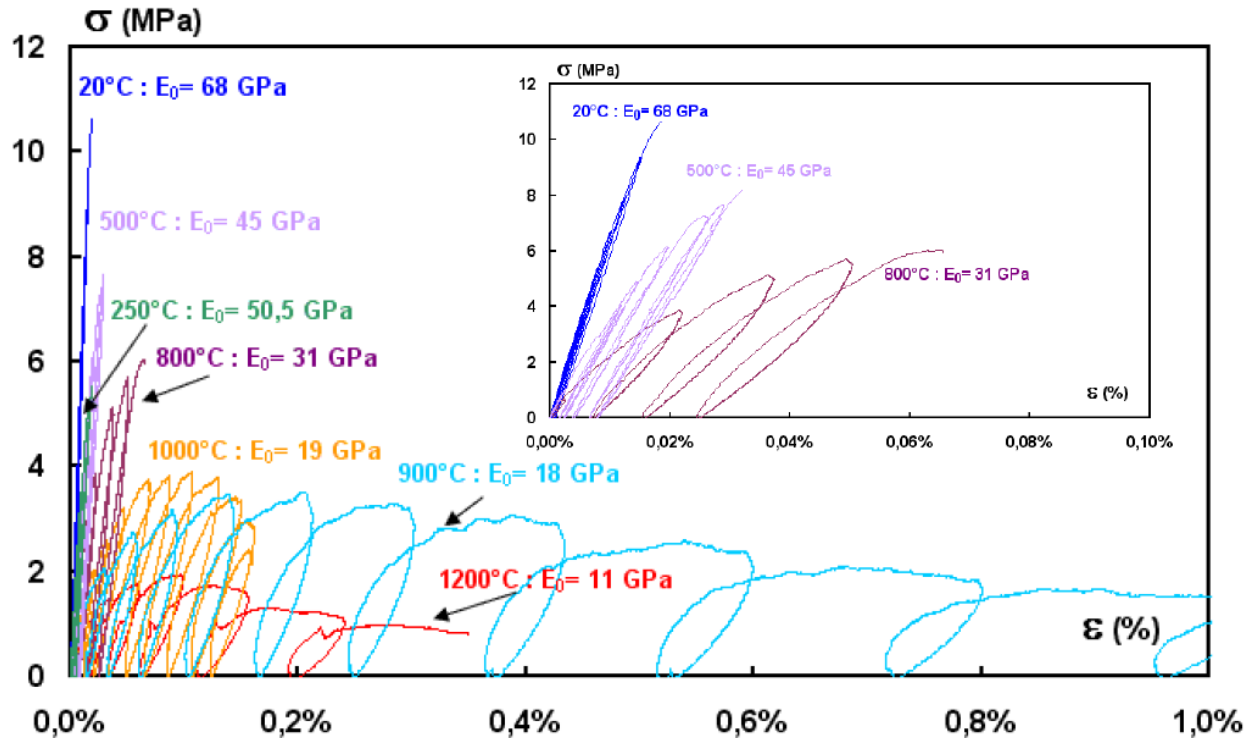 σ (MPa)
12
10
8
6
4
2
0
20°C : E₀= 68 GPa
500°C : E₀= 45 GPa
250°C : E₀= 50,5 GPa
800°C : E₀= 31 GPa
1000°C : E₀= 19 GPa
900°C : E₀= 18 GPa
1200°C : E₀= 11 GPa
ε (%)
0,0%
0,2%
0,4%
0,6%
0,8%
1,0%
σ (MPa)
12
10
8
6
4
2
0
20°C : E₀= 68 GPa
500°C : E₀= 45 GPa
800°C : E₀= 31 GPa
ε (%)
0,00%
0,02%
0,04%
0,06%
0,08%
0,10%